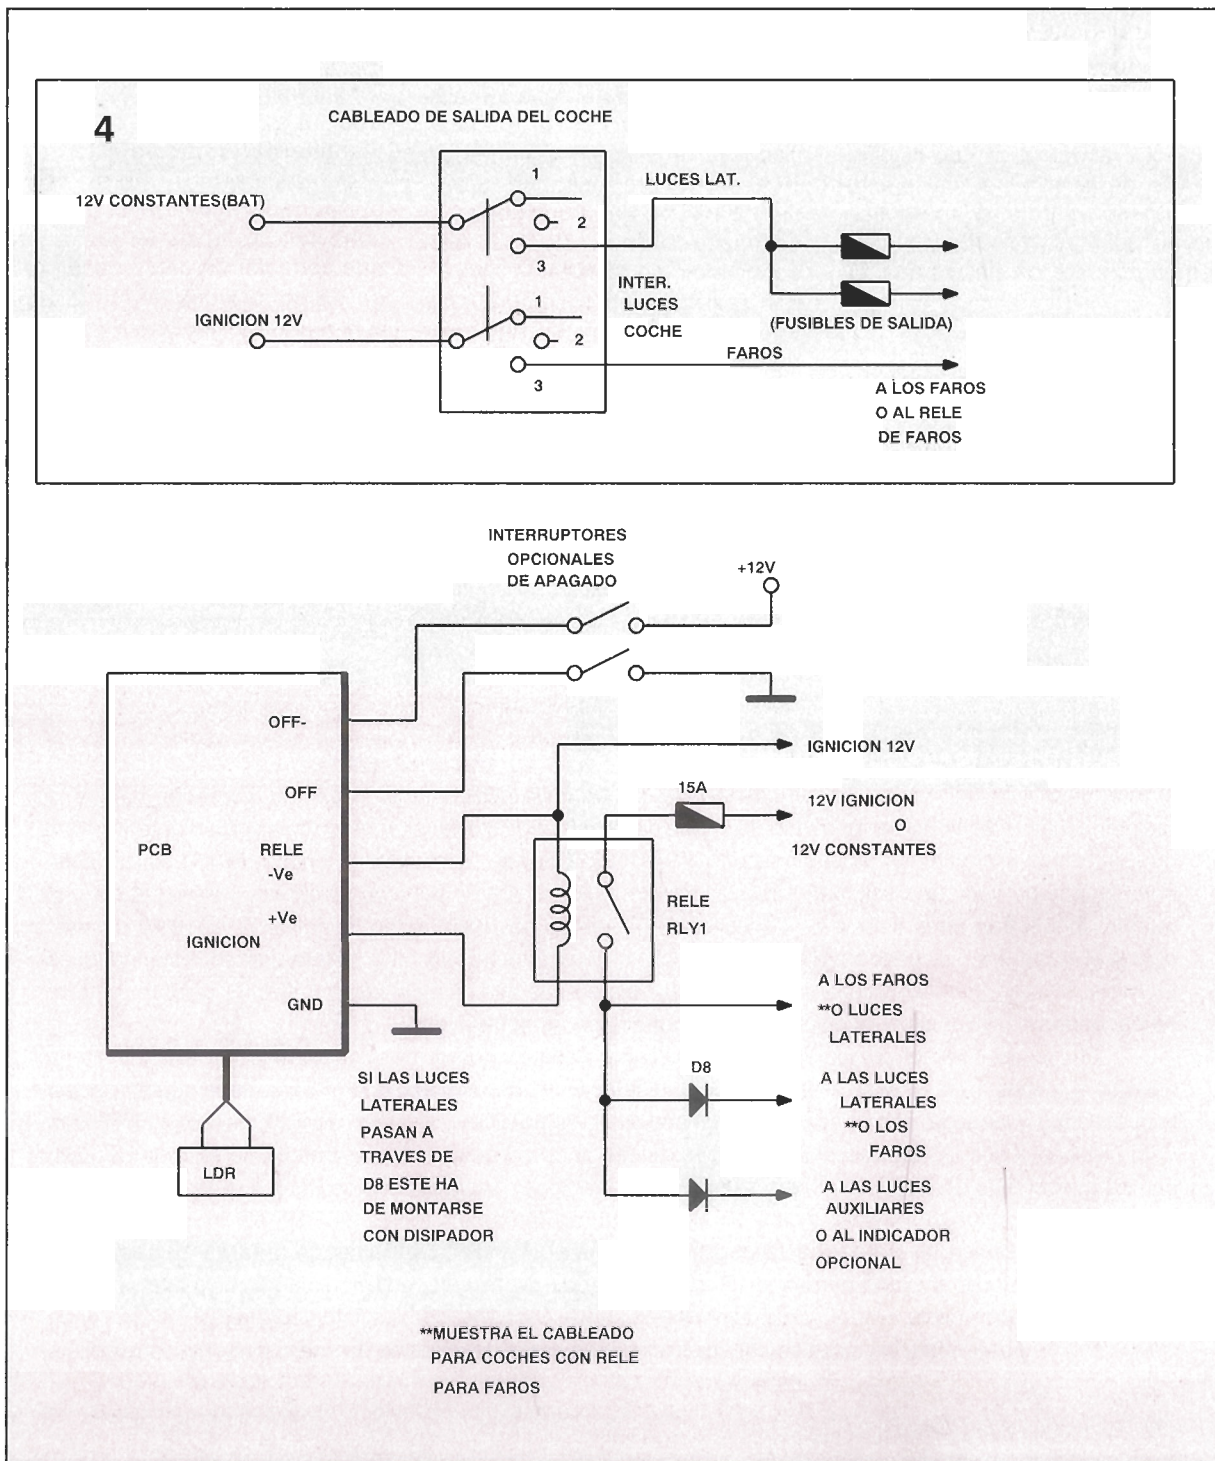 4
CABLEADO DE SALIDA DEL COCHE
12V CONSTANTES(BAT)
1
2
3
LUCES LAT.
IGNICION 12V
1
2
3
INTER.
LUCES
COCHE
(FUSIBLES DE SALIDA)
FAROS
A LOS FAROS
O AL RELE
DE FAROS
INTERRUPTORES
OPCIONALES
DE APAGADO
+12V
OFF-
OFF
PCB
RELE
-Ve
+Ve
IGNICION
GND
LDR
IGNICION 12V
15A
12V IGNICION
O
12V CONSTANTES
RELE
RLY1
A LOS FAROS
**O LUCES
LATERALES
D8
A LAS LUCES
LATERALES
**O LOS
FAROS
A LAS LUCES
AUXILIARES
O AL INDICADOR
OPCIONAL
SI LAS LUCES
LATERALES
PASAN A
TRAVES DE
D8 ESTE HA
DE MONTARSE
CON DISIPADOR
**MUESTRA EL CABLEADO
PARA COCHES CON RELE
PARA FAROS